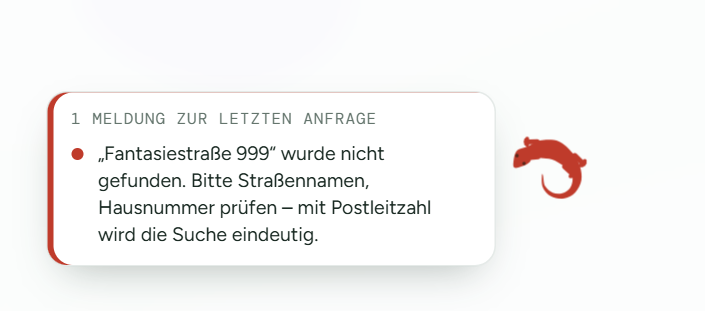 1 MELDUNG ZUR LETZTEN ANFRAGE
„Fantasiestraße 999“ wurde nicht
gefunden. Bitte Straßennamen,
Hausnummer prüfen – mit Postleitzahl
wird die Suche eindeutig.